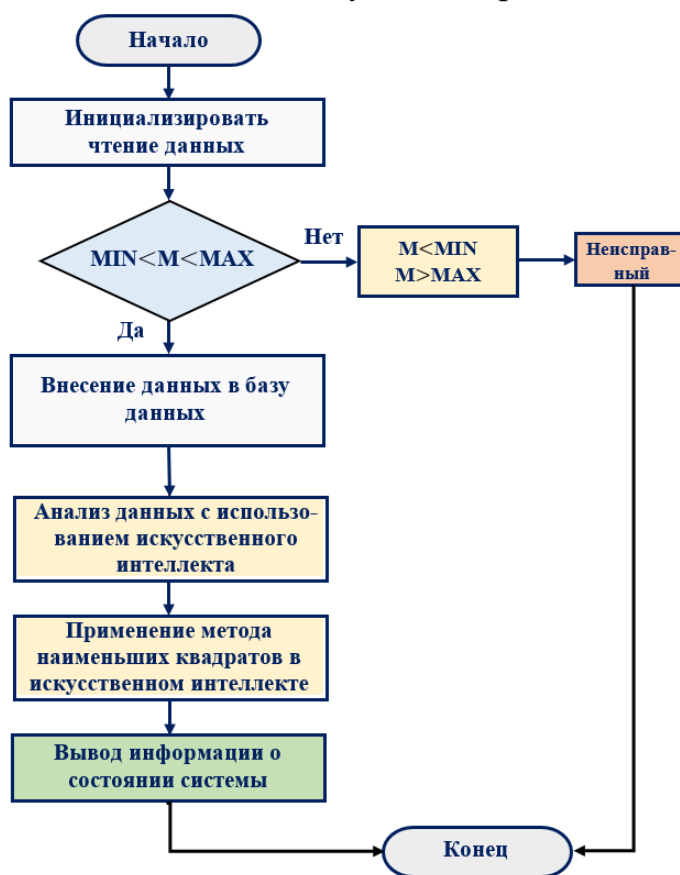 Начало
Инициализировать
чтение данных
MIN<M<MAX
Нет
M<MIN
M>MAX
Неисправ-
ный
Да
Внесение данных в базу
данных
Анализ данных с использо-
ванием искусственного
интеллекта
Применение метода
наименьших квадратов в
искусственном интеллекте
Вывод информации о
состоянии системы
Конец